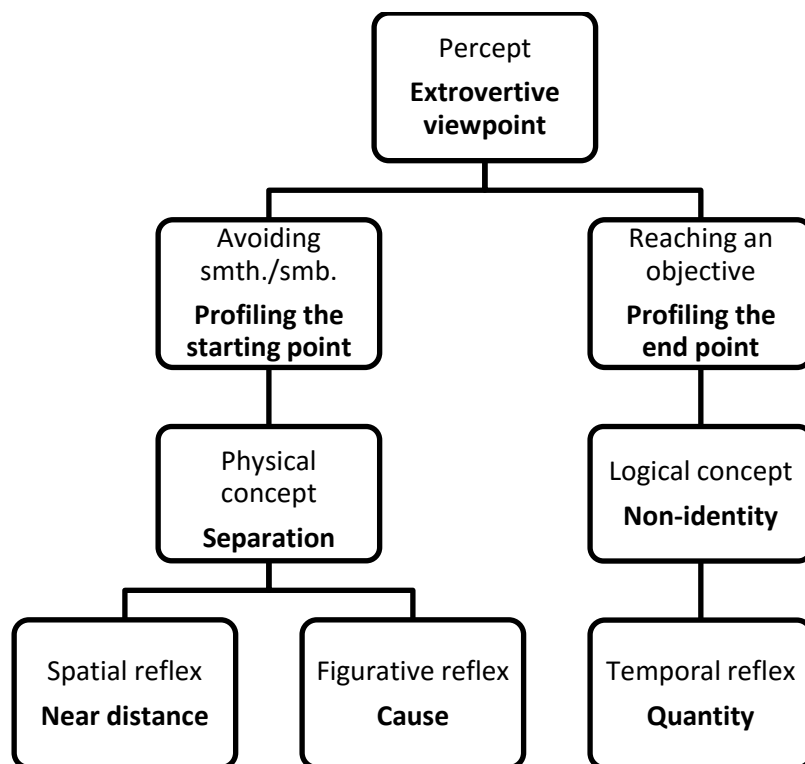 Percept
Extrovertive
viewpoint
Avoiding
smth./smb.
Profiling the
starting point
Reaching an
objective
Profiling the
end point
Physical
concept
Separation
Logical concept
Non-identity
Spatial reflex
Near distance
Figurative reflex
Cause
Temporal reflex
Quantity